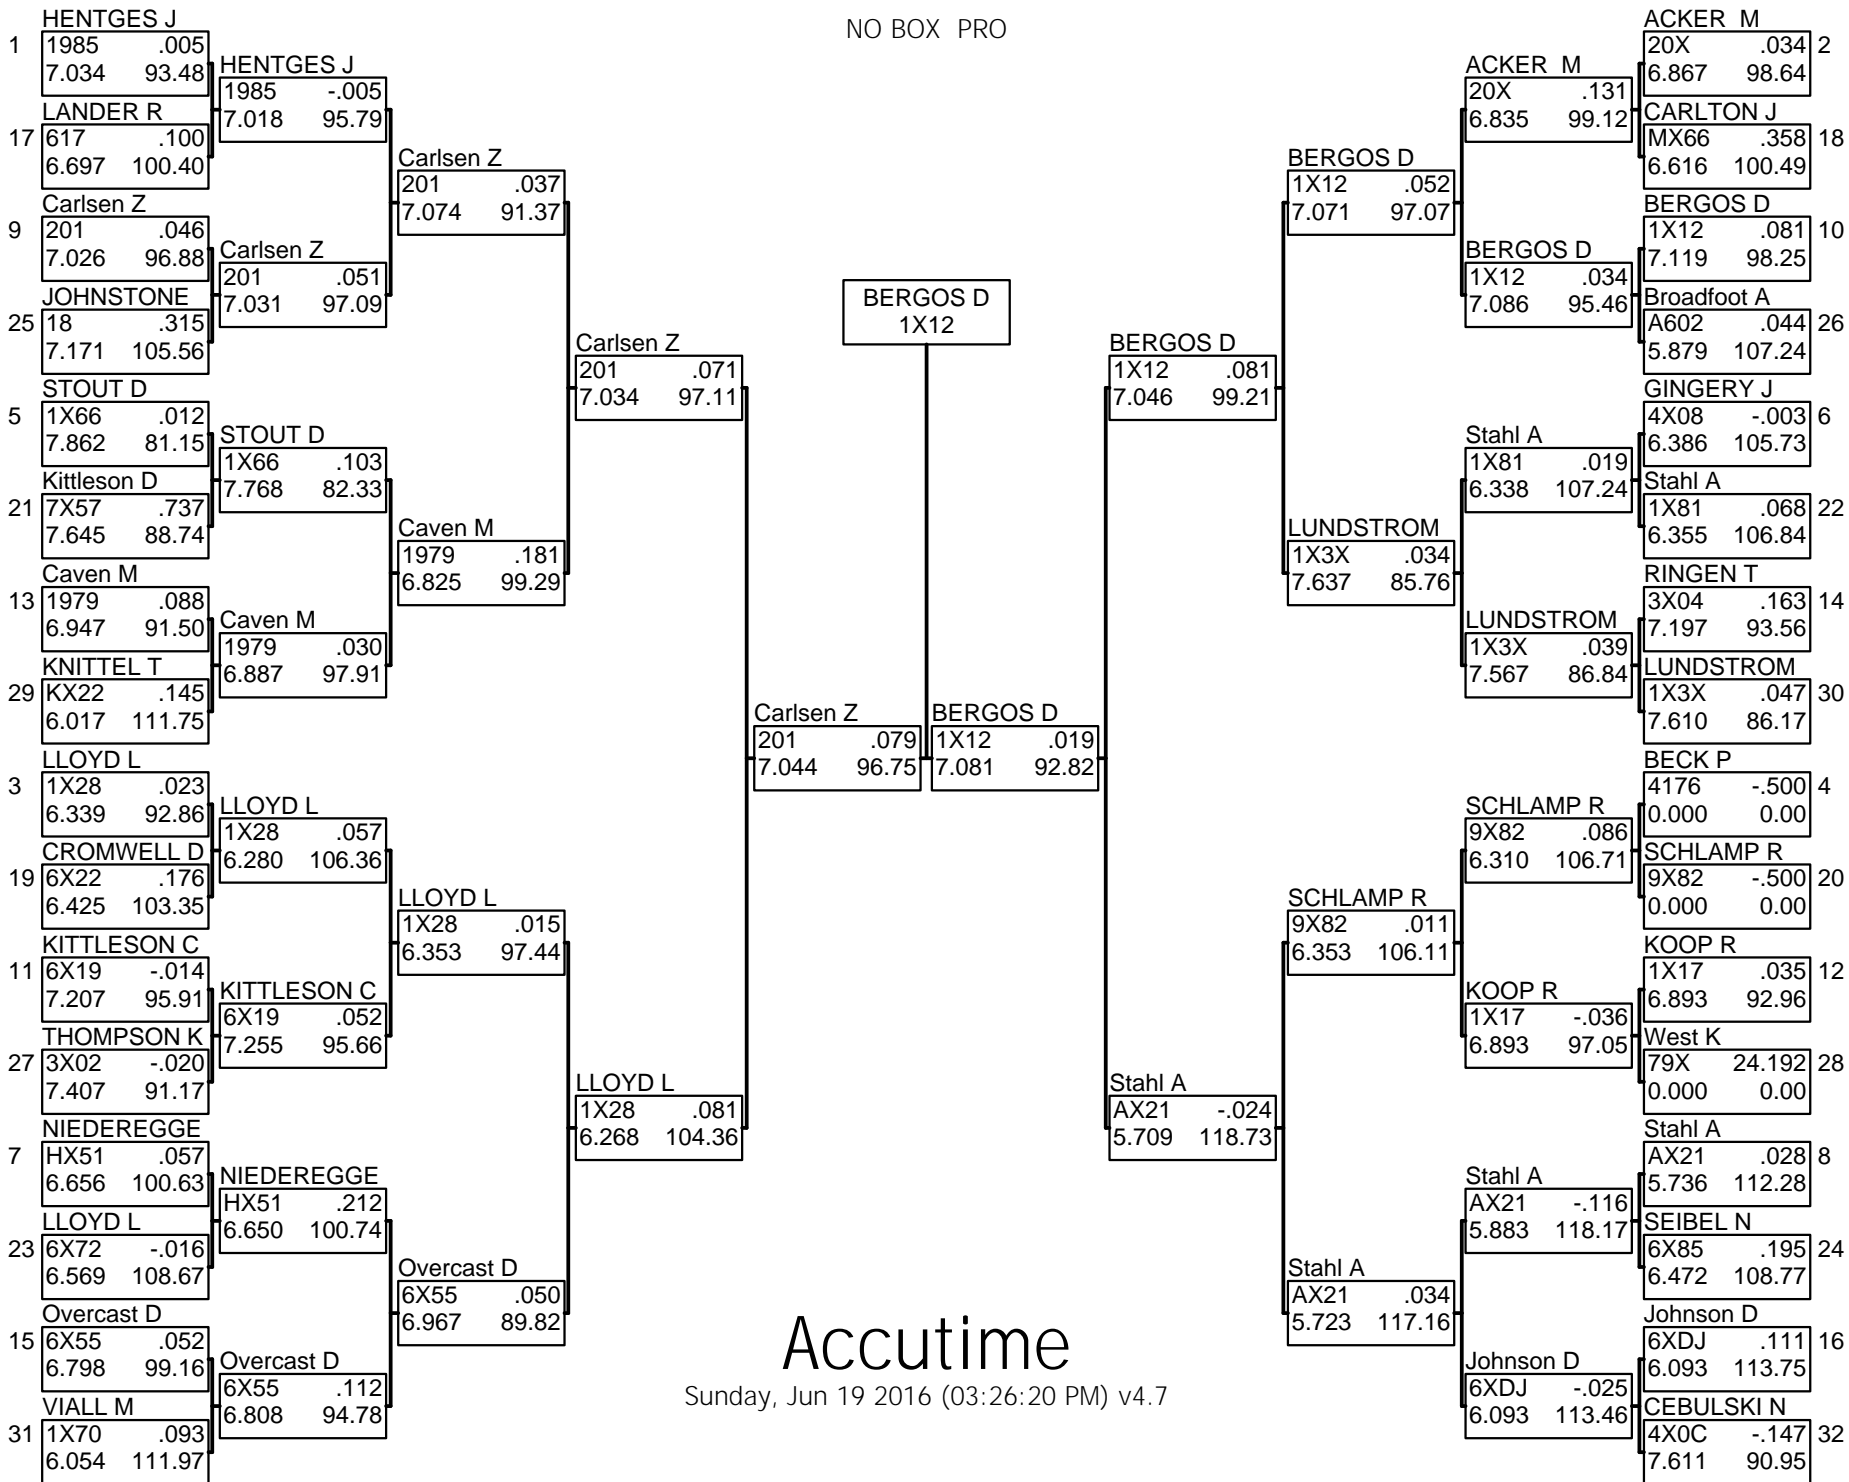 NO BOX PRO
HENTGES J
1 1985 .005
7.034 93.48
LANDER R
17 617 .100
6.697 100.40
Carlsen Z
9 201 .046
7.026 96.88
JOHNSTONE
25 18 .315
7.171 105.56
STOUT D
5 1X66 .012
7.862 81.15
Kittleson D
21 7X57 .737
7.645 88.74
Caven M
13 1979 .088
6.947 91.50
KNITTEL T
29 KX22 .145
6.017 111.75
LLOYD L
3 1X28 .023
6.339 92.86
CROMWELL D
19 6X22 .176
6.425 103.35
KITTLESON C
11 6X19 -.014
7.207 95.91
THOMPSON K
27 3X02 -.020
7.407 91.17
NIEDEREGGE
7 HX51 .057
6.656 100.63
LLOYD L
23 6X72 -.016
6.569 108.67
Overcast D
15 6X55 .052
6.798 99.16
VIALL M
31 1X70 .093
6.054 111.97
HENTGES J
1985 -.005
7.018 95.79
Carlsen Z
201 .051
7.031 97.09
STOUT D
1X66 .103
7.768 82.33
Caven M
1979 .030
6.887 97.91
LLOYD L
1X28 .057
6.280 106.36
KITTLESON C
6X19 .052
7.255 95.66
NIEDEREGGE
HX51 .212
6.650 100.74
Overcast D
6X55 .112
6.808 94.78
Carlsen Z
201 .037
7.074 91.37
Caven M
1979 .181
6.825 99.29
LLOYD L
1X28 .015
6.353 97.44
Overcast D
6X55 .050
6.967 89.82
Carlsen Z
201 .071
7.034 97.11
LLOYD L
1X28 .081
6.268 104.36
Carlsen Z
201 .079
7.044 96.75
BERGOS D
1X12
BERGOS D
1X12 .019
7.081 92.82
BERGOS D
1X12 .081
7.046 99.21
Stahl A
AX21 -.024
5.709 118.73
BERGOS D
1X12 .052
7.071 97.07
LUNDSTROM
1X3X .034
7.637 85.76
SCHLAMP R
9X82 .011
6.353 106.11
Stahl A
AX21 .034
5.723 117.16
ACKER M
20X .131
6.835 99.12
BERGOS D
1X12 .034
7.086 95.46
Stahl A
1X81 .019
6.338 107.24
LUNDSTROM
1X3X .039
7.567 86.84
SCHLAMP R
9X82 .086
6.310 106.71
KOOP R
1X17 -.036
6.893 97.05
Stahl A
AX21 -.116
5.883 118.17
Johnson D
6XDJ -.025
6.093 113.46
ACKER M
20X .034 2
6.867 98.64
CARLTON J
MX66 .358 18
6.616 100.49
BERGOS D
1X12 .081 10
7.119 98.25
Broadfoot A
A602 .044 26
5.879 107.24
GINGERY J
4X08 -.003 6
6.386 105.73
Stahl A
1X81 .068 22
6.355 106.84
RINGEN T
3X04 .163 14
7.197 93.56
LUNDSTROM
1X3X .047 30
7.610 86.17
BECK P
4176 -.500 4
0.000 0.00
SCHLAMP R
9X82 -.500 20
0.000 0.00
KOOP R
1X17 .035 12
6.893 92.96
West K
79X 24.192 28
0.000 0.00
Stahl A
AX21 .028 8
5.736 112.28
SEIBEL N
6X85 .195 24
6.472 108.77
Johnson D
6XDJ .111 16
6.093 113.75
CEBULSKI N
4X0C -.147 32
7.611 90.95
Accutime
Sunday, Jun 19 2016 (03:26:20 PM) v4.7